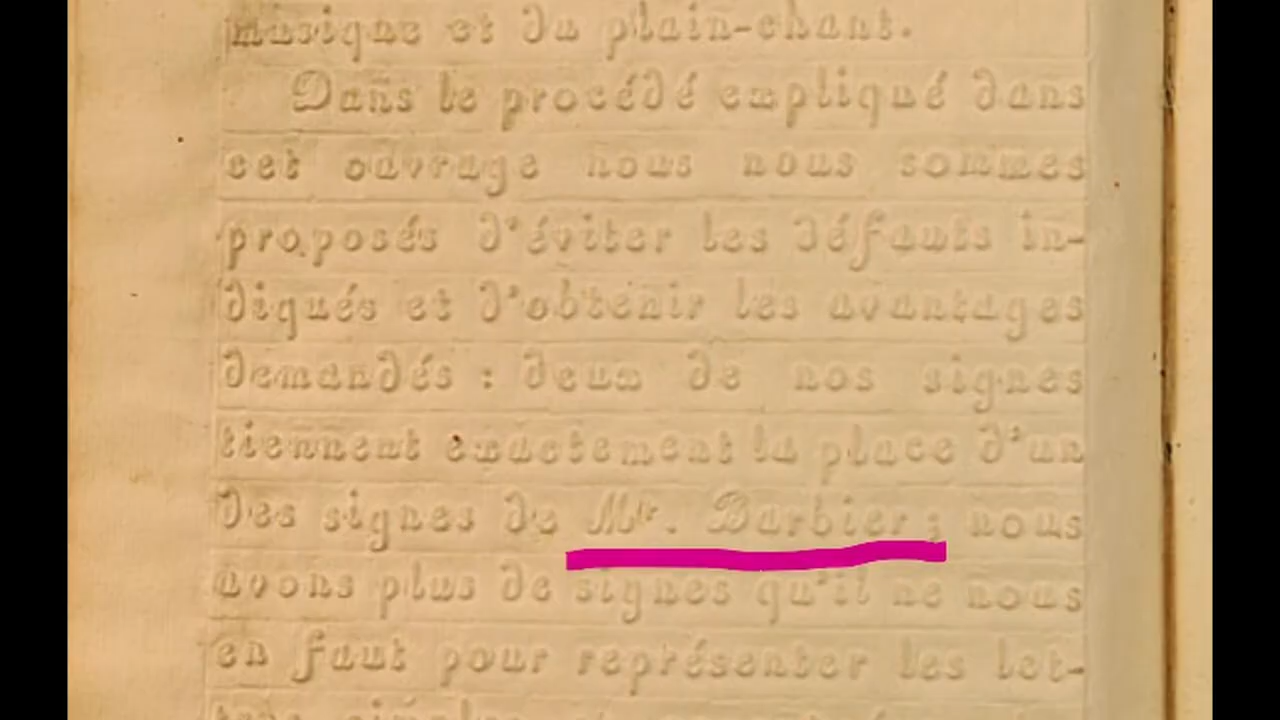 musique et du plain-chant.
Dans le procédé expliqué dans
cet ouvrage nous nous sommes
proposés d'éviter les défauts in-
diqués et d'obtenir les avantages
demandés : deux de nos signes
tiennent exactement la place d'un
des signes de Mr. Barbier ; nous
avons plus de signes qu'il ne nous
en faut pour représenter les let-